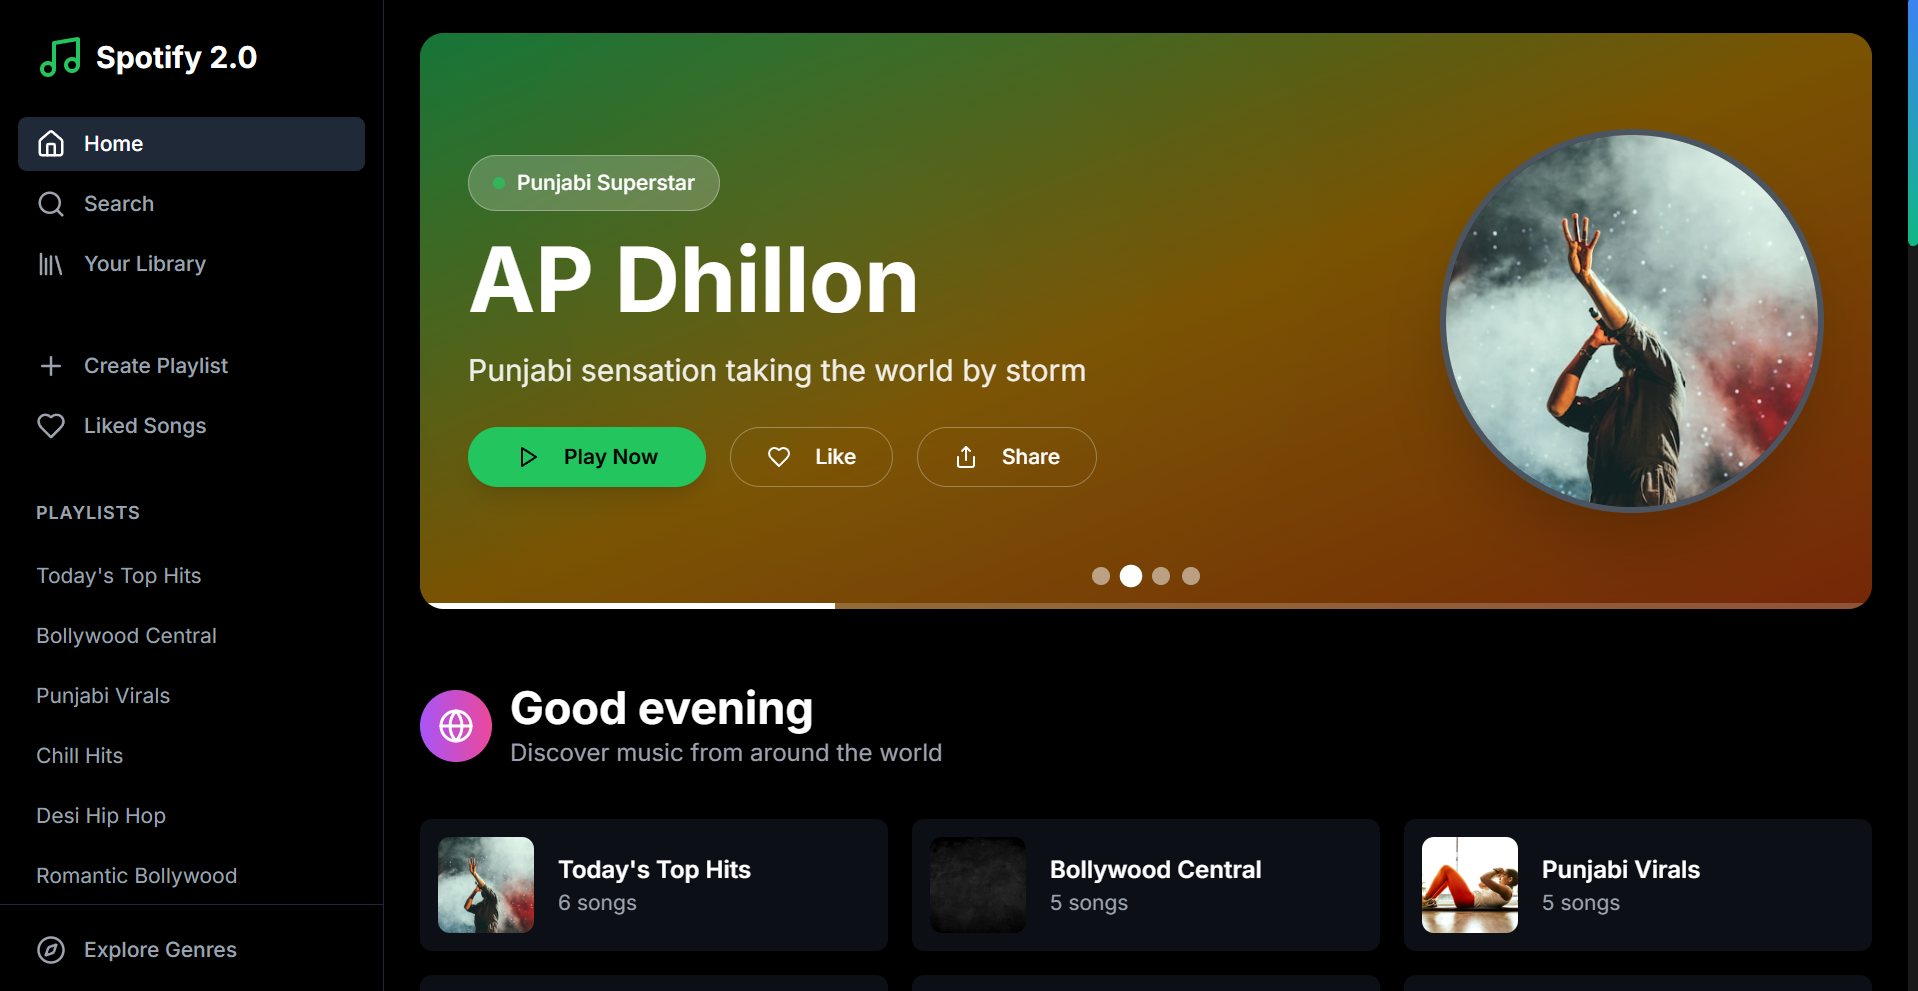 Spotify 2.0
Home
Search
Your Library
Create Playlist
Liked Songs
PLAYLISTS
Today's Top Hits
Bollywood Central
Punjabi Virals
Chill Hits
Desi Hip Hop
Romantic Bollywood
Explore Genres
Punjabi Superstar
AP Dhillon
Punjabi sensation taking the world by storm
Play Now
Like
Share
Good evening
Discover music from around the world
Today's Top Hits
6 songs
Bollywood Central
5 songs
Punjabi Virals
5 songs